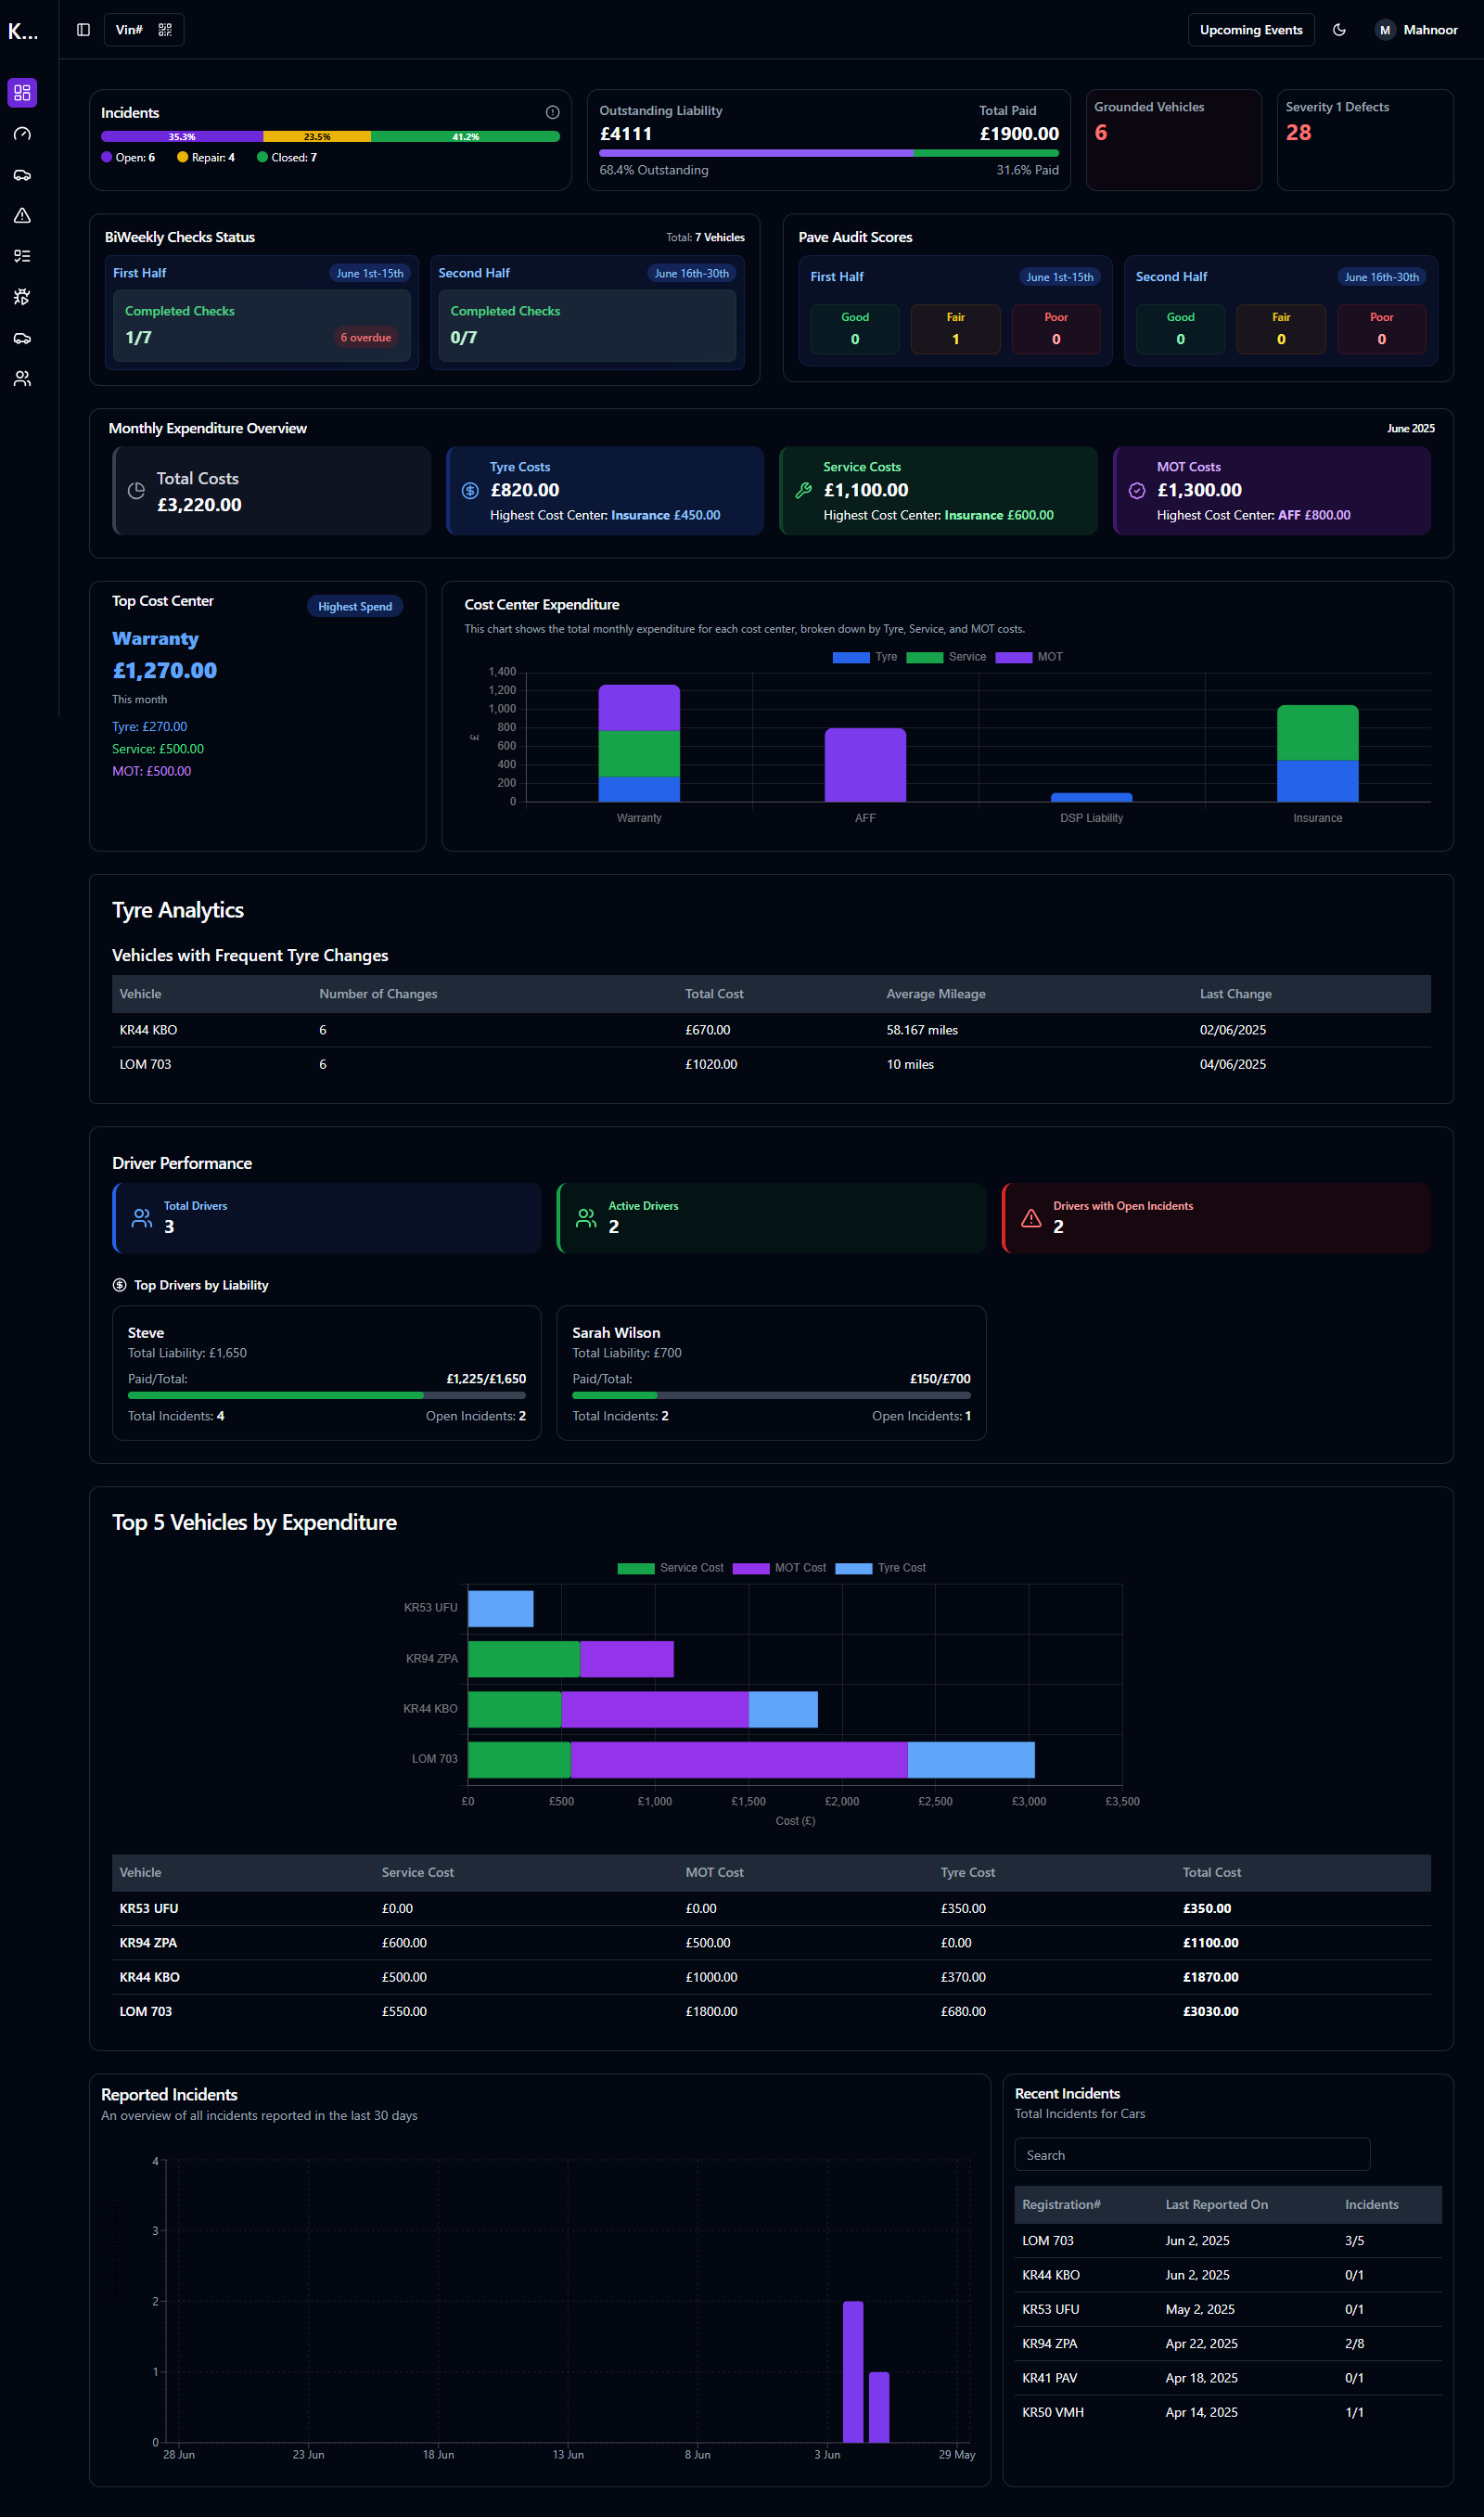 K...
Vin#
Upcoming Events
M Mahnoor
Incidents
35.3% 23.5% 41.2%
Open: 6 Repair: 4 Closed: 7
Outstanding Liability Total Paid
£4111 £1900.00
68.4% Outstanding 31.6% Paid
Grounded Vehicles
6
Severity 1 Defects
28
BiWeekly Checks Status Total: 7 Vehicles
First Half June 1st-15th
Completed Checks
1/7 6 overdue
Second Half June 16th-30th
Completed Checks
0/7
Pave Audit Scores
First Half June 1st-15th
Good Fair Poor
0 1 0
Second Half June 16th-30th
Good Fair Poor
0 0 0
Monthly Expenditure Overview June 2025
Total Costs
£3,220.00
Tyre Costs
£820.00
Highest Cost Center: Insurance £450.00
Service Costs
£1,100.00
Highest Cost Center: Insurance £600.00
MOT Costs
£1,300.00
Highest Cost Center: AFF £800.00
Top Cost Center Highest Spend
Warranty
£1,270.00
This month
Tyre: £270.00
Service: £500.00
MOT: £500.00
Cost Center Expenditure
This chart shows the total monthly expenditure for each cost center, broken down by Tyre, Service, and MOT costs.
Tyre Service MOT
£
1,400
1,200
1,000
800
600
400
200
0
Warranty AFF DSP Liability Insurance
Tyre Analytics
Vehicles with Frequent Tyre Changes
Vehicle Number of Changes Total Cost Average Mileage Last Change
KR44 KBO 6 £670.00 58.167 miles 02/06/2025
LOM 703 6 £1020.00 10 miles 04/06/2025
Driver Performance
Total Drivers
3
Active Drivers
2
Drivers with Open Incidents
2
Top Drivers by Liability
Steve
Total Liability: £1,650
Paid/Total: £1,225/£1,650
Total Incidents: 4 Open Incidents: 2
Sarah Wilson
Total Liability: £700
Paid/Total: £150/£700
Total Incidents: 2 Open Incidents: 1
Top 5 Vehicles by Expenditure
Service Cost MOT Cost Tyre Cost
KR53 UFU
KR94 ZPA
KR44 KBO
LOM 703
£0 £500 £1,000 £1,500 £2,000 £2,500 £3,000 £3,500
Cost (£)
Vehicle Service Cost MOT Cost Tyre Cost Total Cost
KR53 UFU £0.00 £0.00 £350.00 £350.00
KR94 ZPA £600.00 £500.00 £0.00 £1100.00
KR44 KBO £500.00 £1000.00 £370.00 £1870.00
LOM 703 £550.00 £1800.00 £680.00 £3030.00
Reported Incidents
An overview of all incidents reported in the last 30 days
4
3
2
1
0
28 Jun 23 Jun 18 Jun 13 Jun 8 Jun 3 Jun 29 May
Recent Incidents
Total Incidents for Cars
Search
Registration# Last Reported On Incidents
LOM 703 Jun 2, 2025 3/5
KR44 KBO Jun 2, 2025 0/1
KR53 UFU May 2, 2025 0/1
KR94 ZPA Apr 22, 2025 2/8
KR41 PAV Apr 18, 2025 0/1
KR50 VMH Apr 14, 2025 1/1